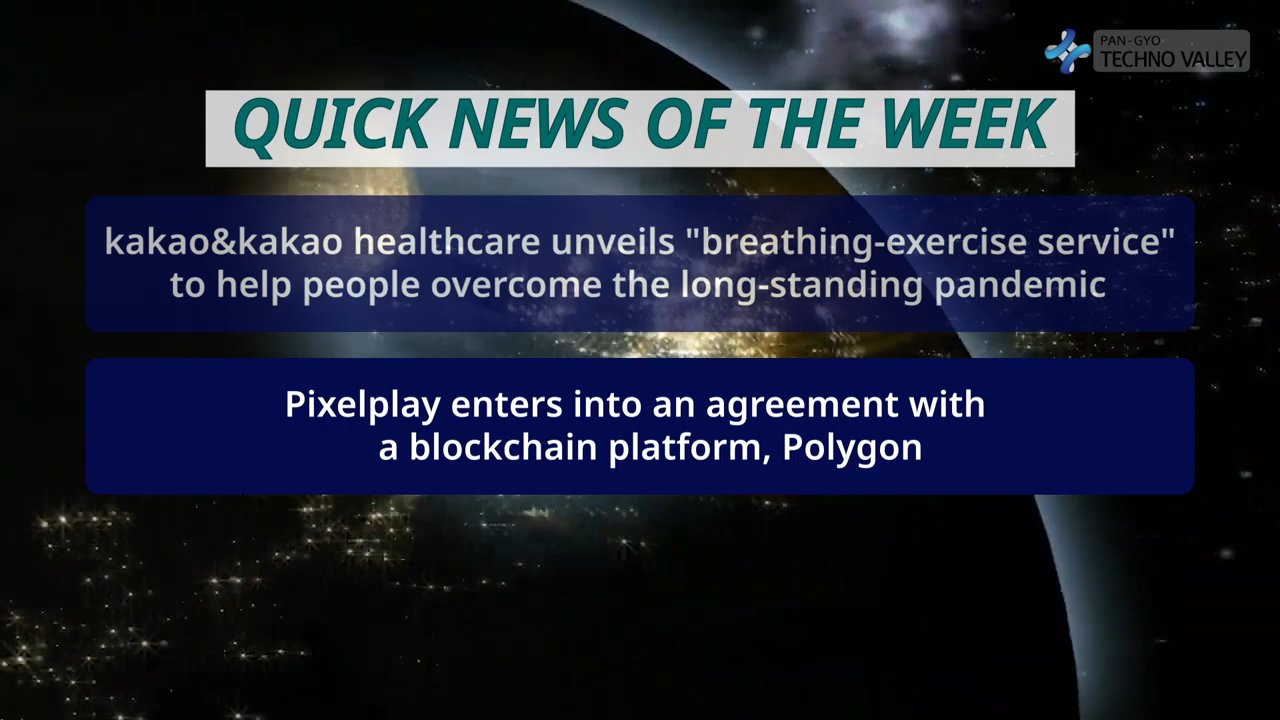 PAN-GYO
TECHNO VALLEY
QUICK NEWS OF THE WEEK
kakao&kakao healthcare unveils "breathing-exercise service"
to help people overcome the long-standing pandemic
Pixelplay enters into an agreement with
a blockchain platform, Polygon